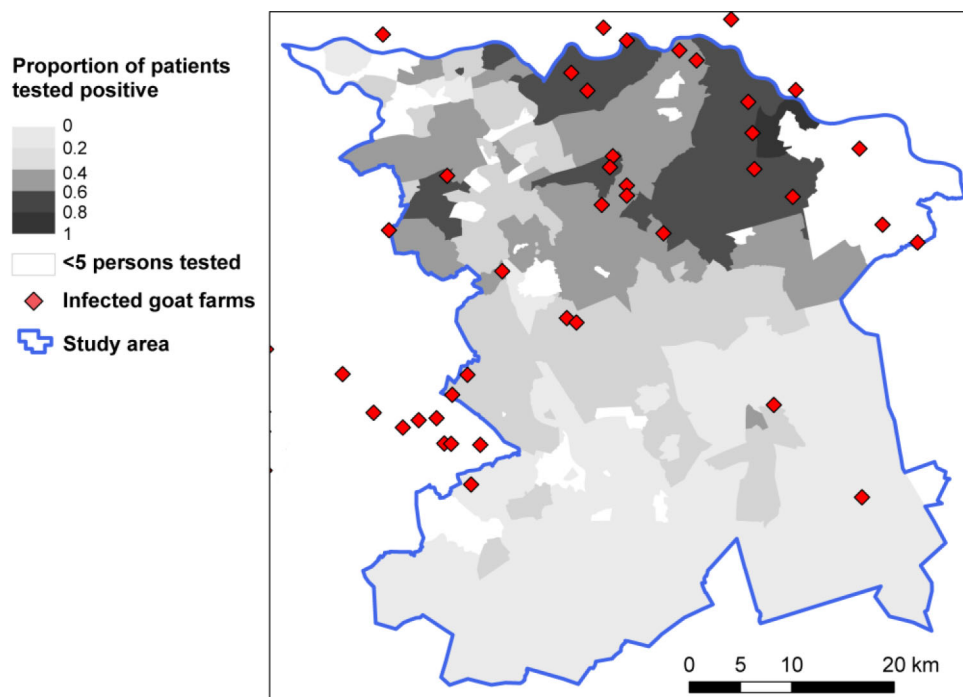 Proportion of patients
tested positive
0
0.2
0.4
0.6
0.8
1
<5 persons tested
Infected goat farms
Study area
0 5 10 20 km